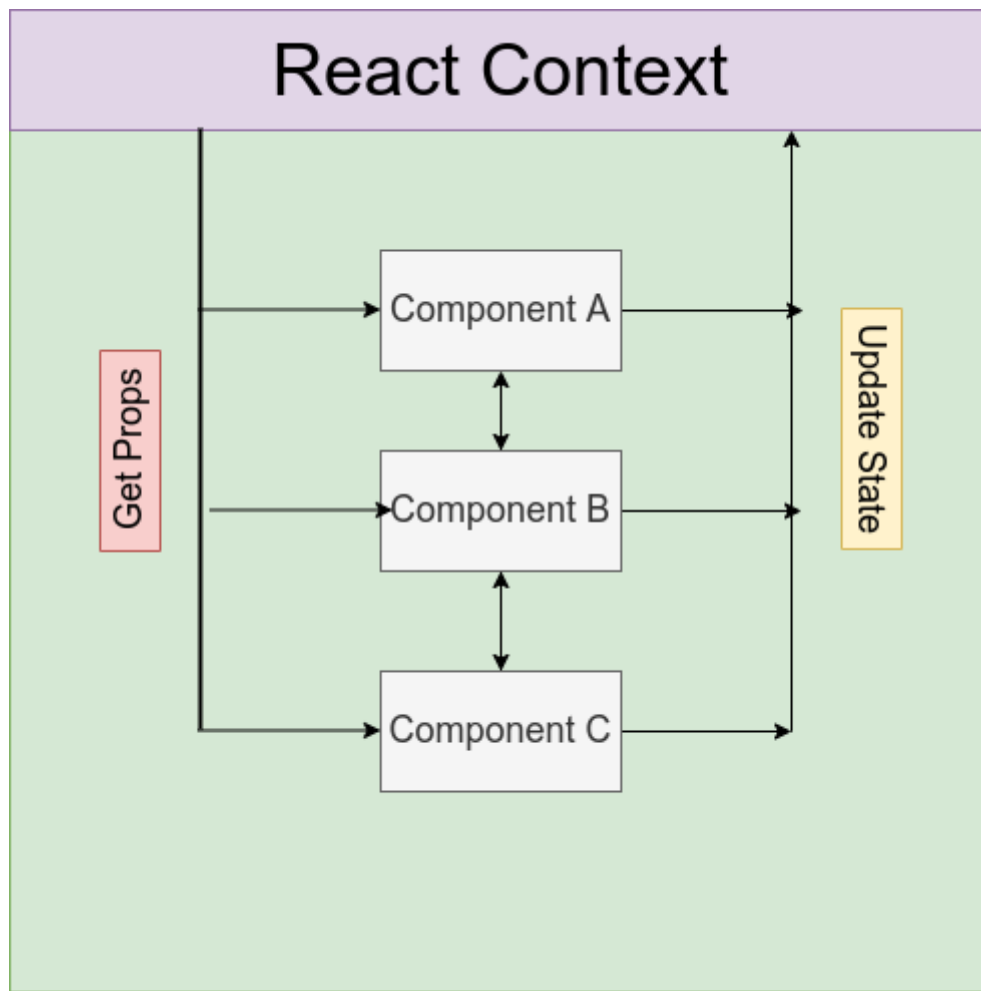 React Context
Component A
Get Props
Update State
Component B
Component C